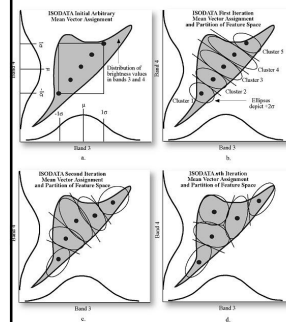 ISODATA Initial Arbitrary
Mean Vector Assignment
Band 4
1σ
μ
-1σ
Distribution of
brightness values
in bands 3 and 4
-1σ
μ
1σ
Band 3
a.
ISODATA First Iteration
Mean Vector Assignment
and Partition of Feature Space
Band 4
Cluster 5
Cluster 4
Cluster 3
Cluster 2
Cluster 1
Ellipses
depict
Band 3
b.
ISODATA Second Iteration
Mean Vector Assignment
and Partition of Feature Space
Band 4
Band 3
c.
ISODATA nth Iteration
Mean Vector Assignment
and Partition of Feature Space
Band 4
Band 3
d.